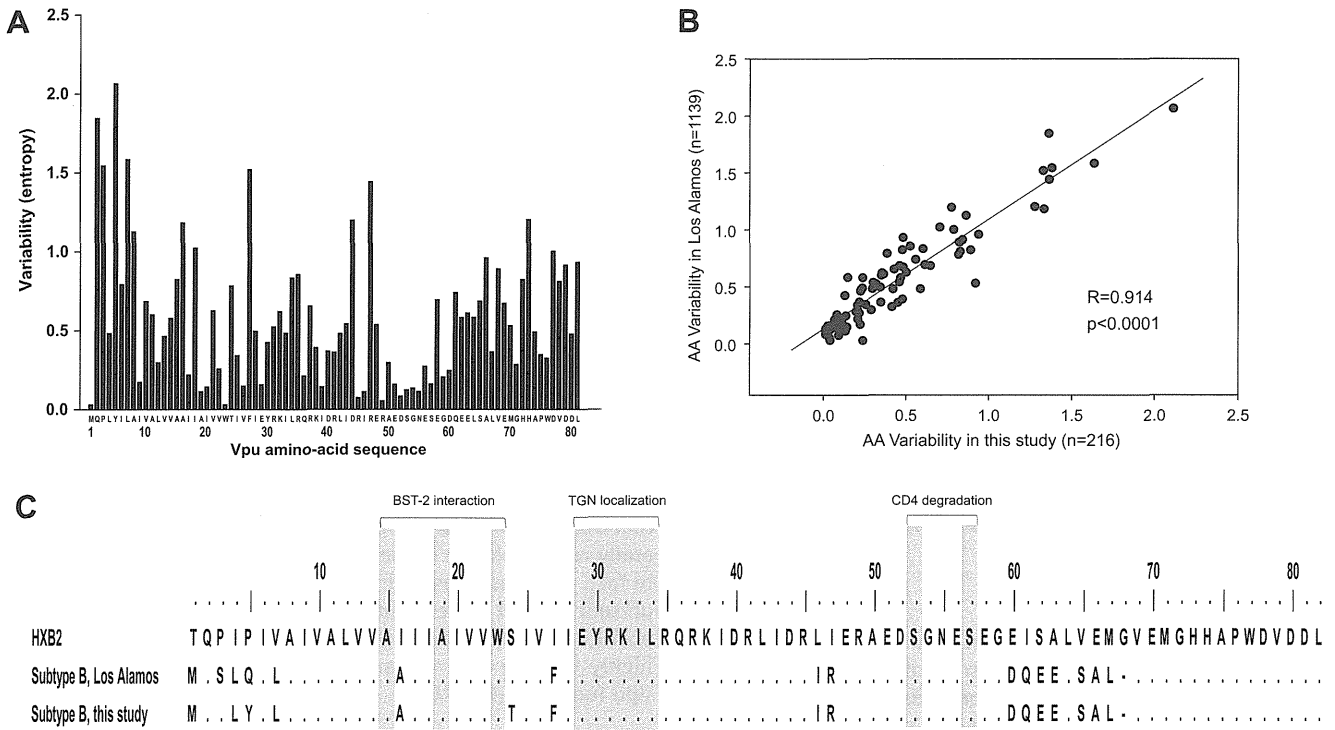 A
2.5
2.0
1.5
1.0
0.5
0.0
Variability (entropy)
MQPLYILAIVALVVAAIIAIVVWTIVFIEYRKILRQRKIDRLIDRIRERAEDSGNESEGDQEELSALVEMGHHAPWDVDDL
1 10 20 30 40 50 60 70 80
Vpu amino-acid sequence
B
2.5
2.0
1.5
1.0
0.5
0.0
AA Variability in Los Alamos (n=1139)
R=0.914
p<0.0001
0.0 0.5 1.0 1.5 2.0 2.5
AA Variability in this study (n=216)
C
BST-2 interaction TGN localization CD4 degradation
10 20 30 40 50 60 70 80
HXB2 TQPIPIVAIVALVVAIIIAIVVWSIVIIEYRKILRQRKIDRLIDRLIERAEDSGNESEGEISALVEMGVEMGHHAPWDVDDL
Subtype B, Los Alamos M.SLQ.L........A..........F..................IR............DQEE.SAL-..............
Subtype B, this study M..LY.L........A.......T..F..................IR............DQEE.SAL-..............